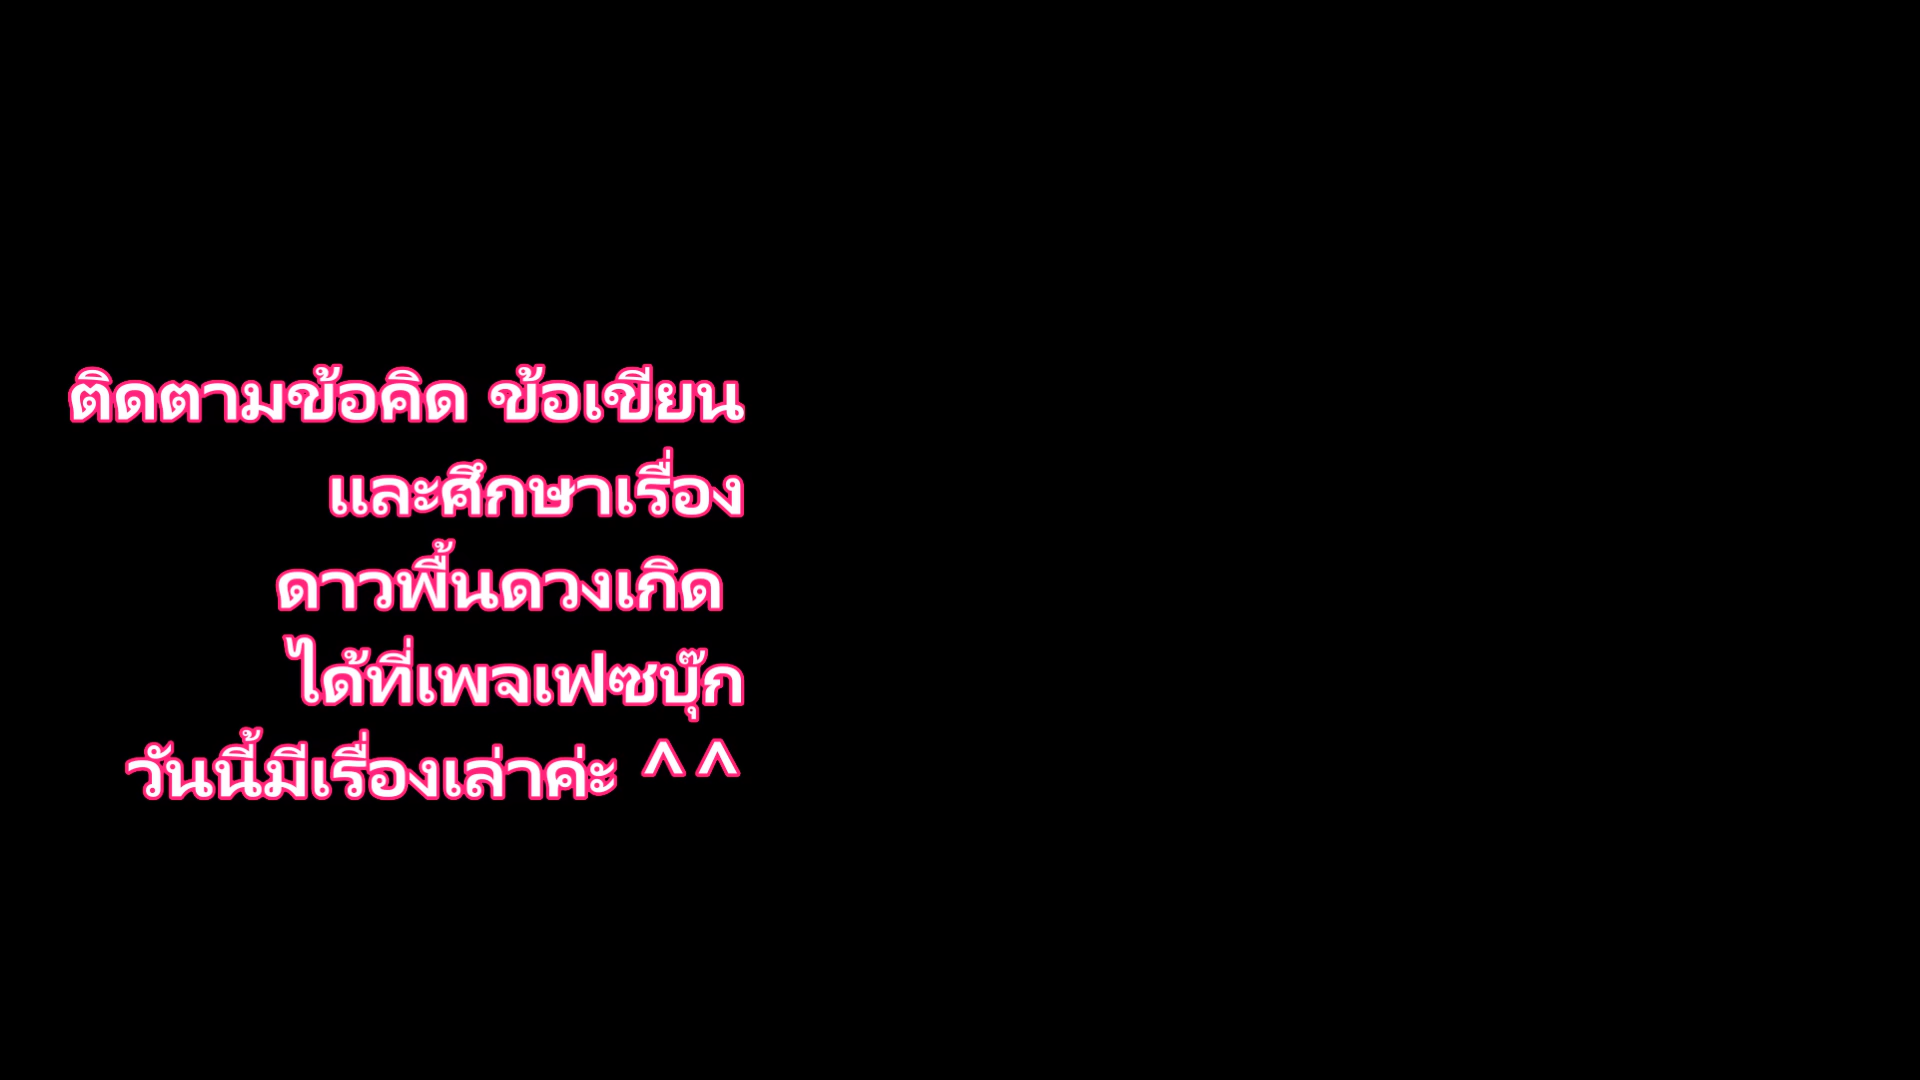 ติดตามข้อคิด ข้อเขียน
และศึกษาเรื่อง
ดาวพื้นดวงเกิด
ได้ที่เพจเฟซบุ๊ก
วันนี้มีเรื่องเล่าค่ะ ^^